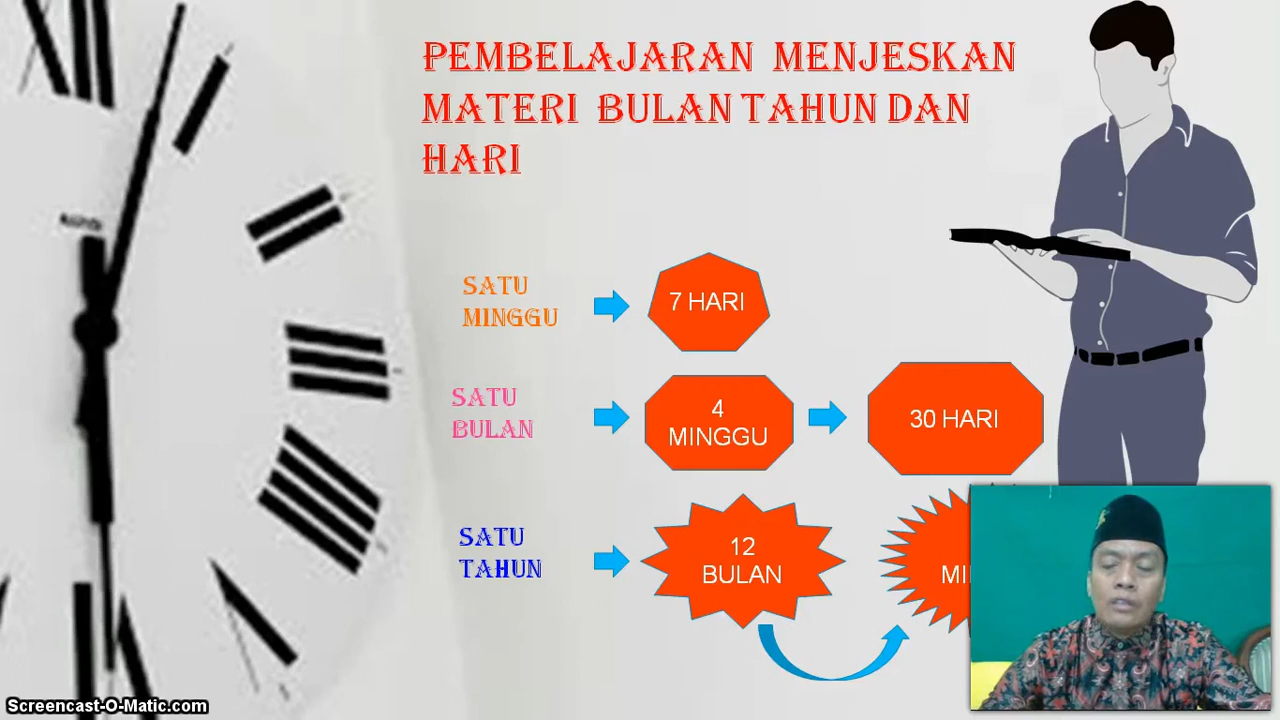 PEMBELAJARAN MENJESKAN
MATERI BULAN TAHUN DAN
HARI
SATU
MINGGU
7 HARI
SATU
BULAN
4
MINGGU
30 HARI
SATU
TAHUN
12
BULAN
MI
Screencast-O-Matic.com